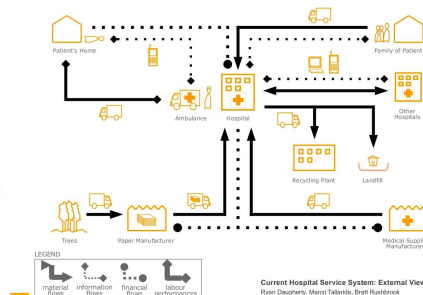 Patient's Home
Family of Patient
Ambulance
Hospital
Other
Hospitals
Recycling Plant
Landfill
Trees
Paper Manufacturer
Medical Supply
Manufacturer
LEGEND
material
flows
information
flows
financial
flows
labour
performances
Current Hospital Service System: External View
Ryan Daugherty, Marco Tallarida, Brett Rushbrook